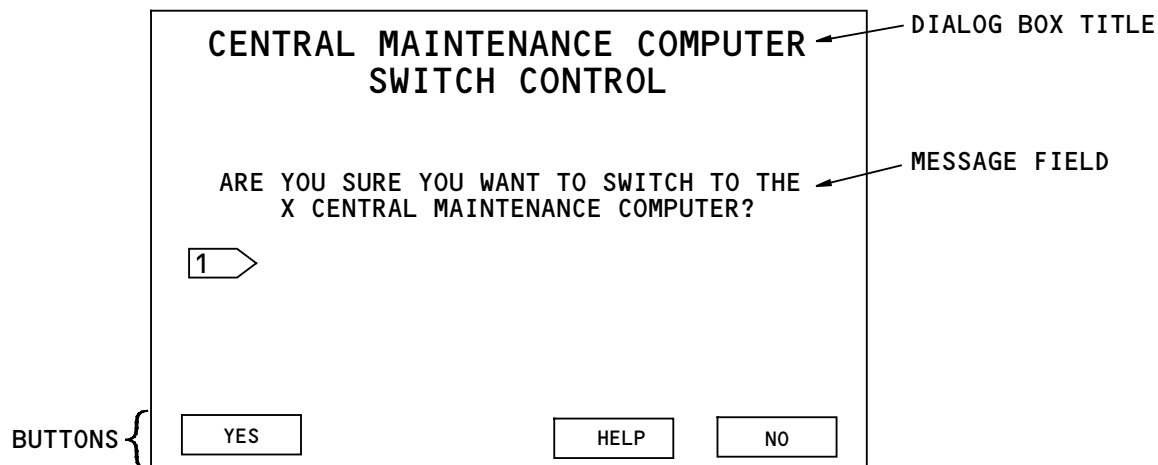 CENTRAL MAINTENANCE COMPUTER
SWITCH CONTROL
DIALOG BOX TITLE
ARE YOU SURE YOU WANT TO SWITCH TO THE
X CENTRAL MAINTENANCE COMPUTER?
MESSAGE FIELD
1
BUTTONS
YES
HELP
NO